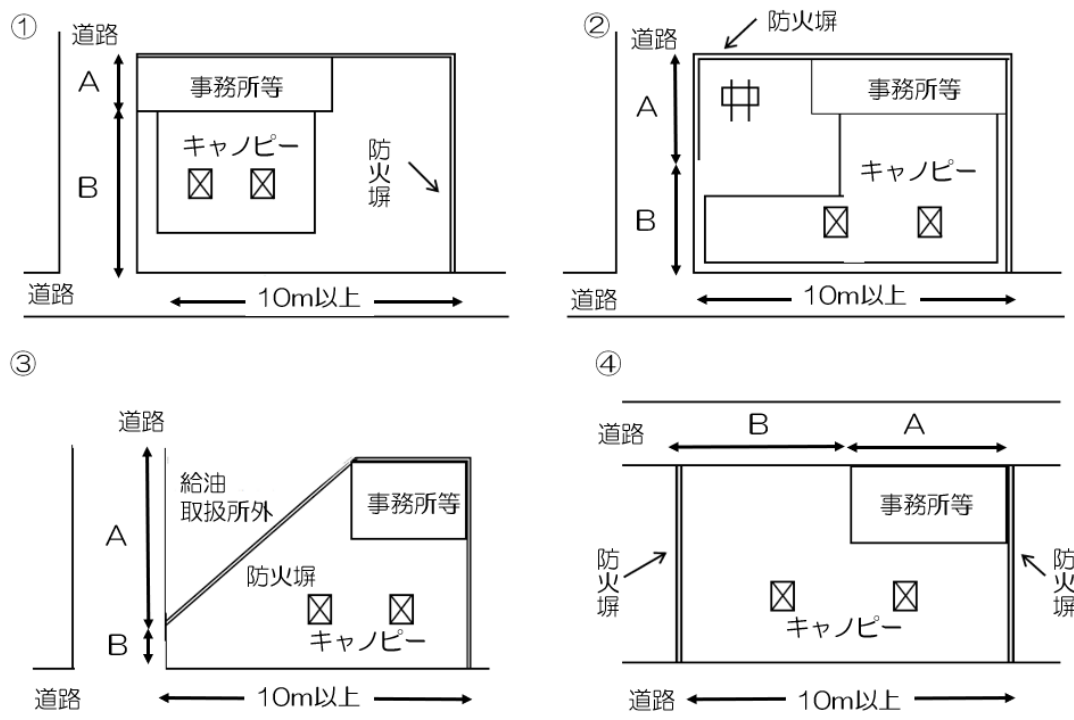 ①
道路
A
事務所等
キャノピー
B
防火塀
道路
10m以上
②
防火塀
道路
A
事務所等
キャノピー
B
道路
10m以上
③
道路
給油
取扱所外
A
事務所等
防火塀
キャノピー
B
道路
10m以上
④
道路
B
A
事務所等
防火塀
防火塀
キャノピー
道路
10m以上